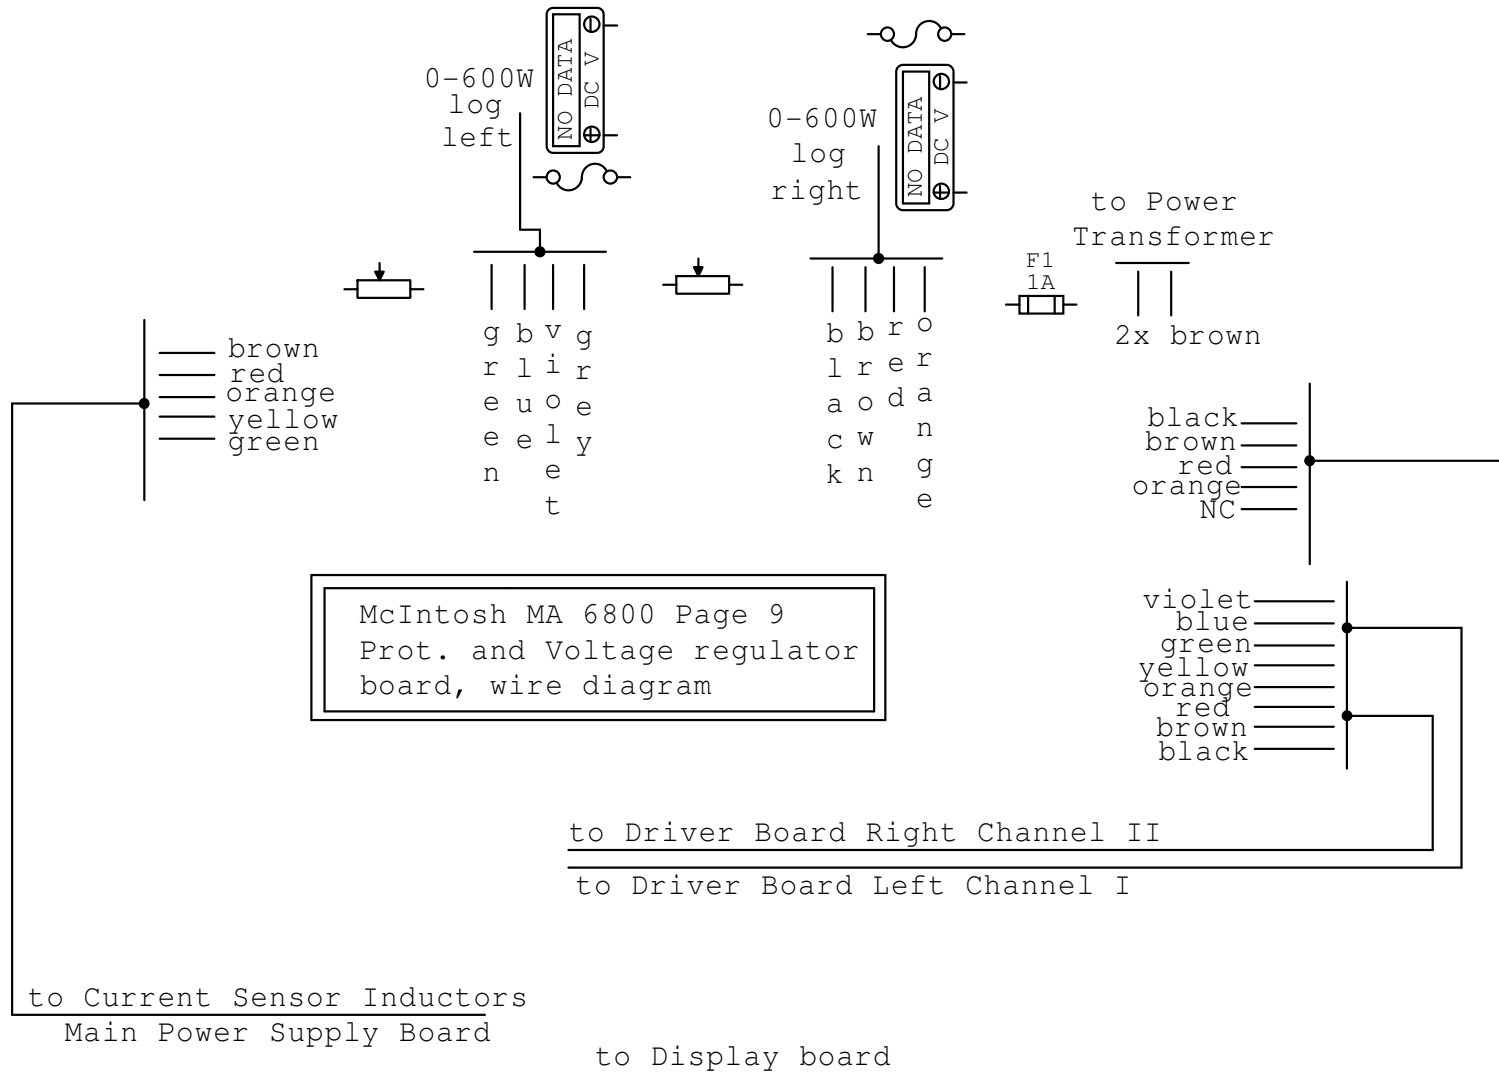 0-600W
log
left
NO DATA
DC V
0-600W
log
right
NO DATA
DC V
to Power
Transformer
F1
1A
2x brown
green
blue
violet
grey
black
brown
red
orange
brown
red
orange
yellow
green
black
brown
red
orange
NC
McIntosh MA 6800 Page 9
Prot. and Voltage regulator
board, wire diagram
violet
blue
green
yellow
orange
red
brown
black
to Driver Board Right Channel II
to Driver Board Left Channel I
to Current Sensor Inductors
Main Power Supply Board
to Display board